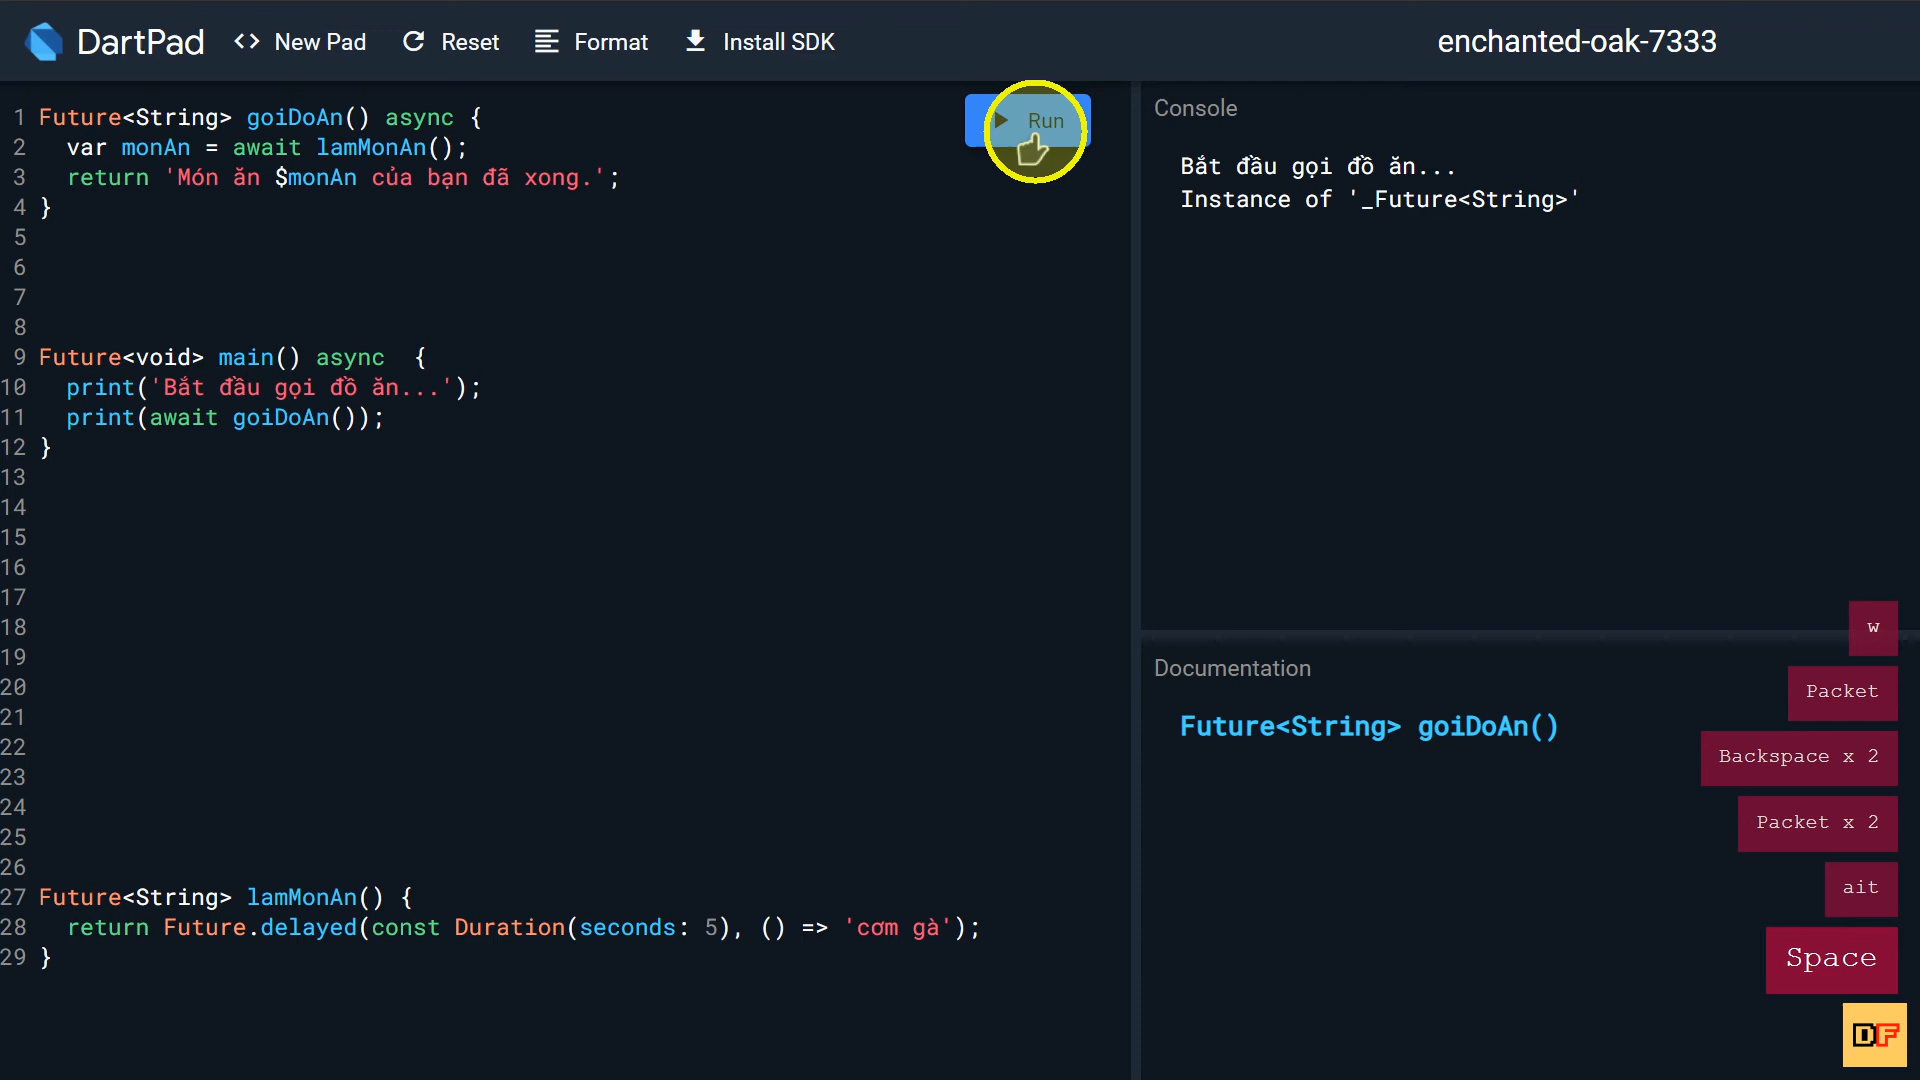 DartPad <> New Pad Reset Format Install SDK enchanted-oak-7333
1 Future<String> goiDoAn() async {
2 var monAn = await lamMonAn();
3 return 'Món ăn $monAn của bạn đã xong.';
4 }
5
6
7
8
9 Future<void> main() async {
10 print('Bắt đầu gọi đồ ăn...');
11 print(await goiDoAn());
12 }
13
14
15
16
17
18
19
20
21
22
23
24
25
26
27 Future<String> lamMonAn() {
28 return Future.delayed(const Duration(seconds: 5), () => 'cơm gà');
29 }
Run
Console
Bắt đầu gọi đồ ăn...
Instance of '_Future<String>'
Documentation
Future<String> goiDoAn()
w
Packet
Backspace x 2
Packet x 2
ait
Space
DF